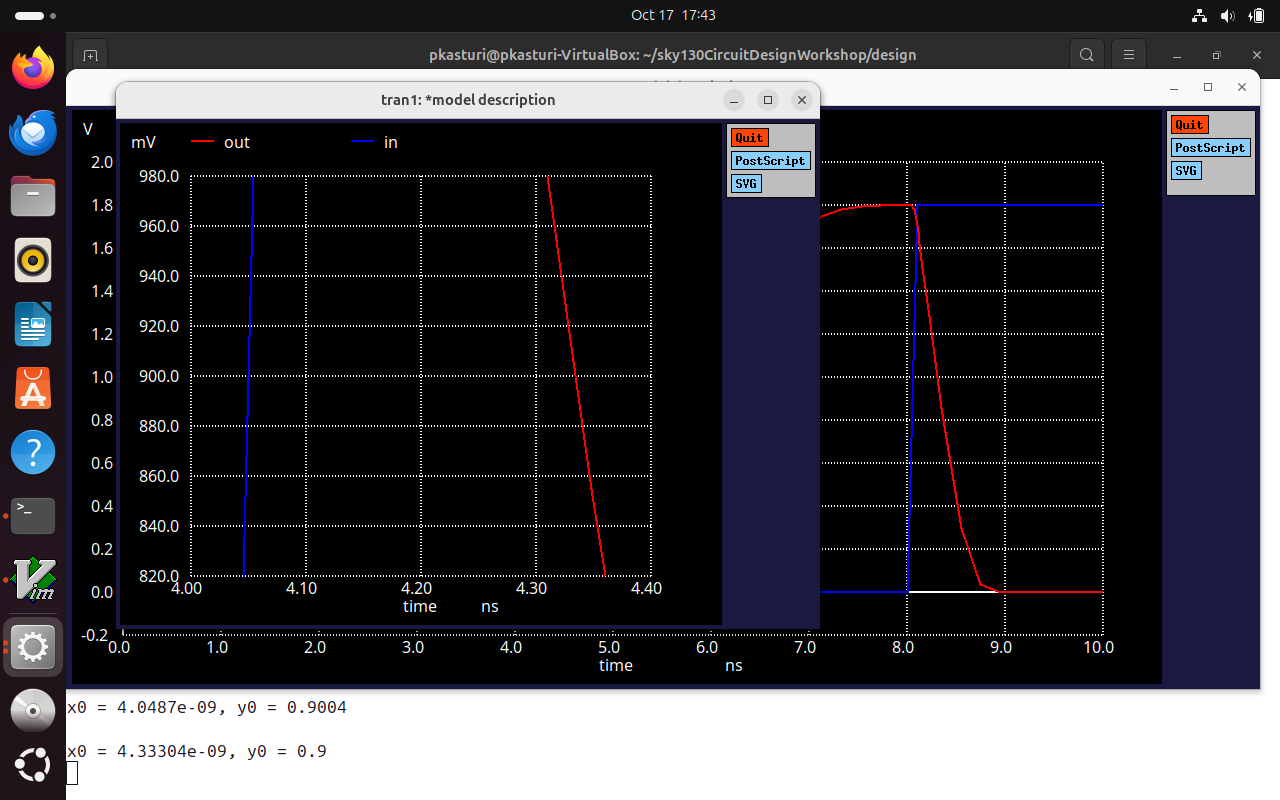 Oct 17 17:43
pkasturi@pkasturi-VirtualBox: ~/sky130CircuitDesignWorkshop/design
tran1: *model description
Quit
PostScript
SVG
mV
out
in
980.0
960.0
940.0
920.0
900.0
880.0
860.0
840.0
820.0
4.00
4.10
4.20
4.30
4.40
time
ns
V
2.0
1.8
1.6
1.4
1.2
1.0
0.8
0.6
0.4
0.2
0.0
-0.2
0.0
1.0
2.0
3.0
4.0
5.0
6.0
7.0
8.0
9.0
10.0
time
ns
Quit
PostScript
SVG
x0 = 4.0487e-09, y0 = 0.9004
x0 = 4.33304e-09, y0 = 0.9